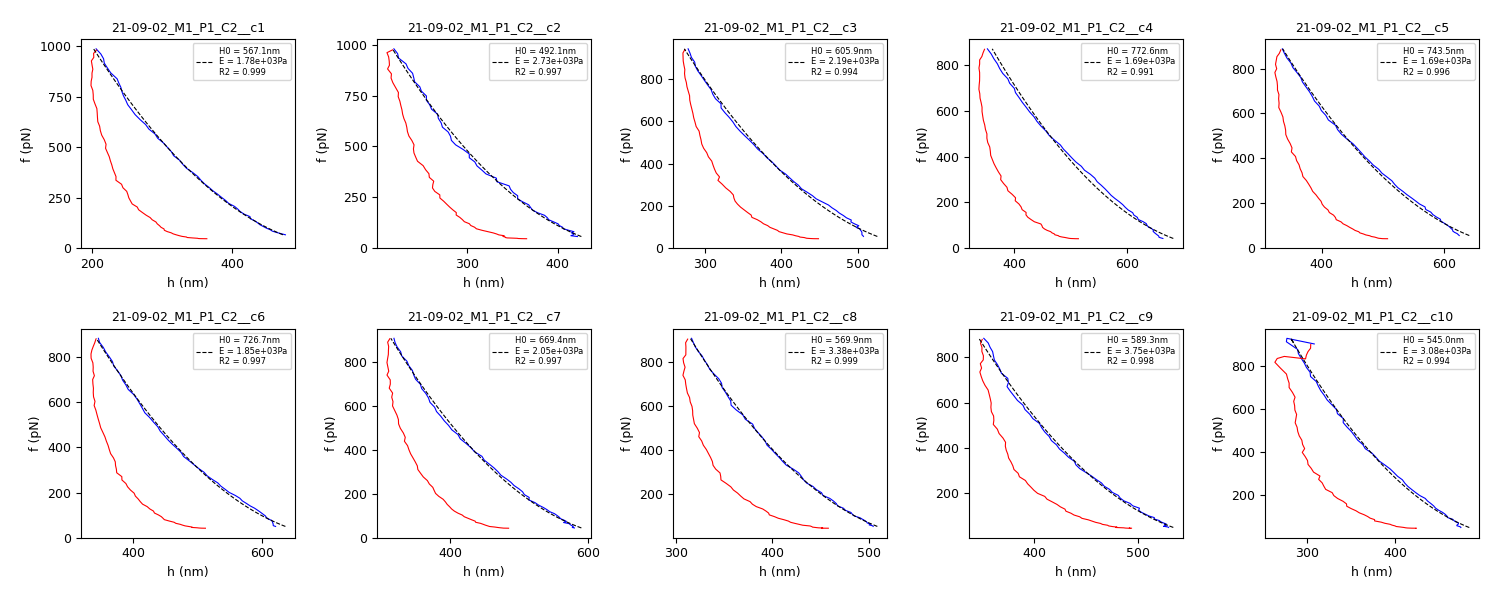 21-09-02_M1_P1_C2__c1
H0 = 567.1nm
E = 1.78e+03Pa
R2 = 0.999
1000
750
500
250
0
f (pN)
200 400
h (nm)
21-09-02_M1_P1_C2__c2
H0 = 492.1nm
E = 2.73e+03Pa
R2 = 0.997
1000
750
500
250
0
f (pN)
300 400
h (nm)
21-09-02_M1_P1_C2__c3
H0 = 605.9nm
E = 2.19e+03Pa
R2 = 0.994
800
600
400
200
0
f (pN)
300 400 500
h (nm)
21-09-02_M1_P1_C2__c4
H0 = 772.6nm
E = 1.69e+03Pa
R2 = 0.991
800
600
400
200
0
f (pN)
400 600
h (nm)
21-09-02_M1_P1_C2__c5
H0 = 743.5nm
E = 1.69e+03Pa
R2 = 0.996
800
600
400
200
0
f (pN)
400 600
h (nm)
21-09-02_M1_P1_C2__c6
H0 = 726.7nm
E = 1.85e+03Pa
R2 = 0.997
800
600
400
200
0
f (pN)
400 600
h (nm)
21-09-02_M1_P1_C2__c7
H0 = 669.4nm
E = 2.05e+03Pa
R2 = 0.997
800
600
400
200
0
f (pN)
400 600
h (nm)
21-09-02_M1_P1_C2__c8
H0 = 569.9nm
E = 3.38e+03Pa
R2 = 0.999
800
600
400
200
f (pN)
300 400 500
h (nm)
21-09-02_M1_P1_C2__c9
H0 = 589.3nm
E = 3.75e+03Pa
R2 = 0.998
800
600
400
200
f (pN)
400 500
h (nm)
21-09-02_M1_P1_C2__c10
H0 = 545.0nm
E = 3.08e+03Pa
R2 = 0.994
800
600
400
200
f (pN)
300 400
h (nm)